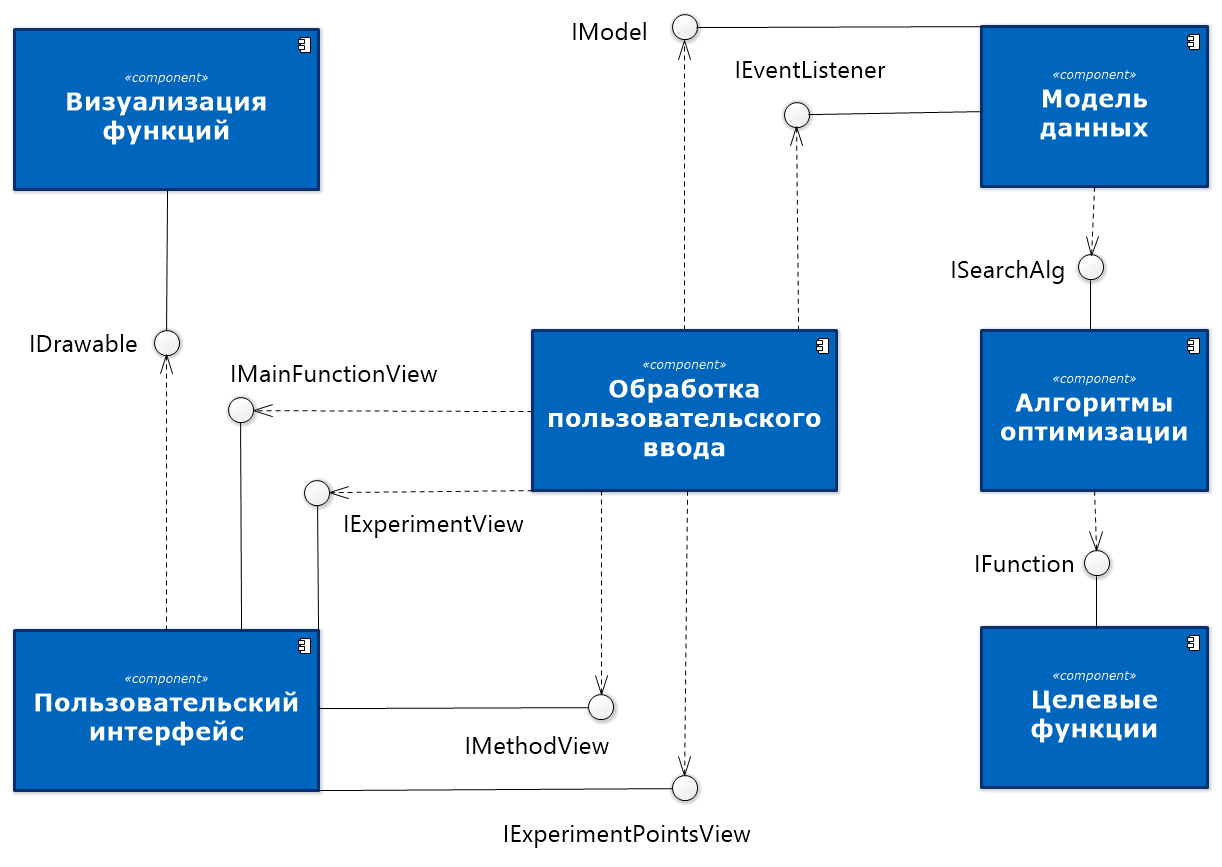 «component»
Визуализация
функций
IModel
IEventListener
«component»
Модель
данных
ISearchAlg
IDrawable
IMainFunctionView
«component»
Обработка
пользовательского
ввода
«component»
Алгоритмы
оптимизации
IExperimentView
IFunction
«component»
Пользовательский
интерфейс
IMethodView
«component»
Целевые
функции
IExperimentPointsView